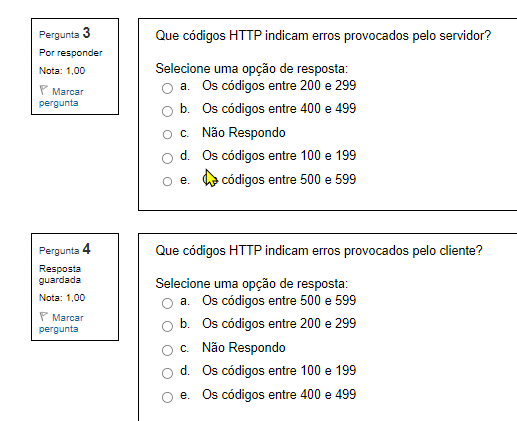 Pergunta 3
Por responder
Nota: 1,00
Marcar
pergunta
Que códigos HTTP indicam erros provocados pelo servidor?
Selecione uma opção de resposta:
a. Os códigos entre 200 e 299
b. Os códigos entre 400 e 499
c. Não Respondo
d. Os códigos entre 100 e 199
e. códigos entre 500 e 599
Pergunta 4
Resposta
guardada
Nota: 1,00
Marcar
pergunta
Que códigos HTTP indicam erros provocados pelo cliente?
Selecione uma opção de resposta:
a. Os códigos entre 500 e 599
b. Os códigos entre 200 e 299
c. Não Respondo
d. Os códigos entre 100 e 199
e. Os códigos entre 400 e 499